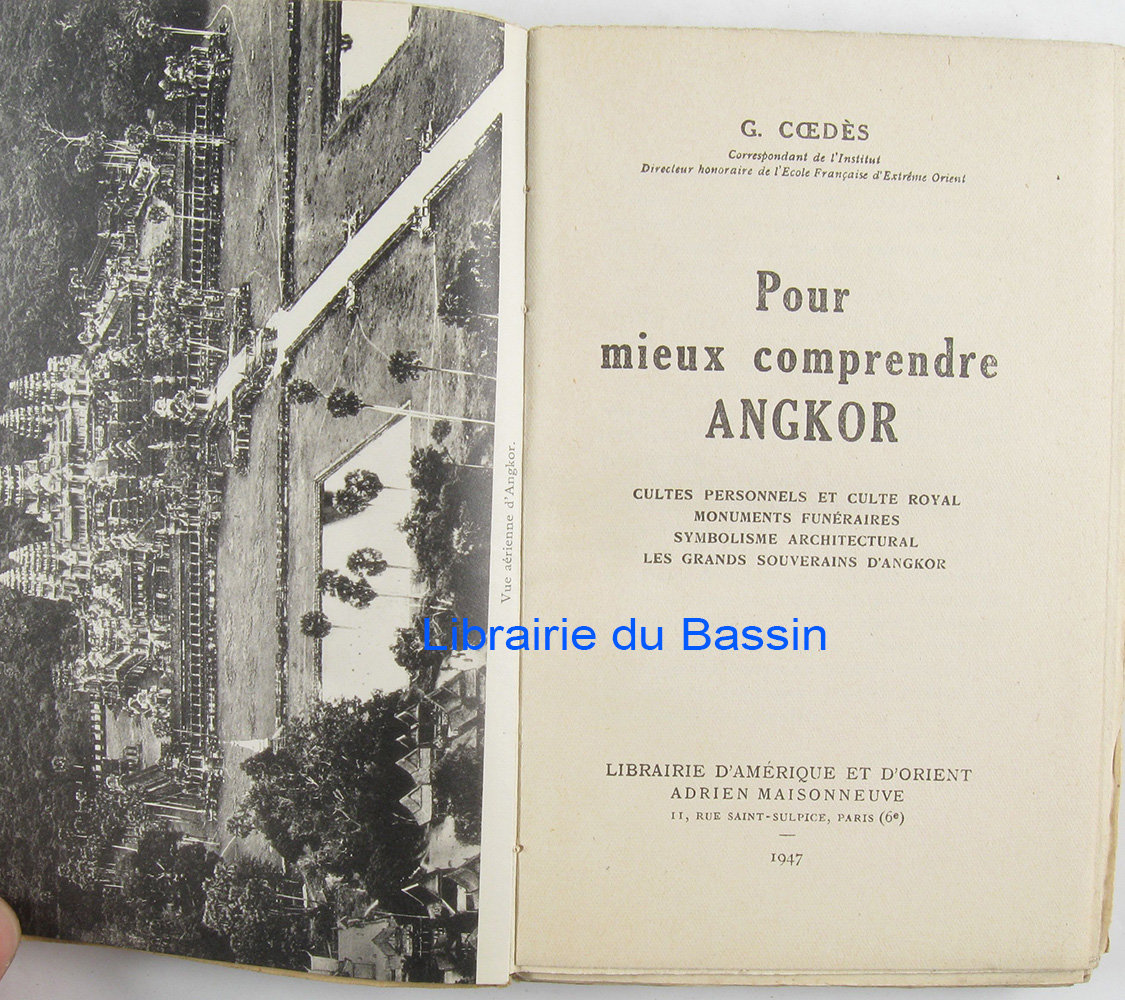 Vue aérienne d'Angkor.
G. CŒDÈS
Correspondant de l'Institut
Directeur honoraire de l'Ecole Française d'Extrême Orient
Pour
mieux comprendre
ANGKOR
CULTES PERSONNELS ET CULTE ROYAL
MONUMENTS FUNÉRAIRES
SYMBOLISME ARCHITECTURAL
LES GRANDS SOUVERAINS D'ANGKOR
Librairie du Bassin
LIBRAIRIE D'AMÉRIQUE ET D'ORIENT
ADRIEN MAISONNEUVE
11, RUE SAINT-SULPICE, PARIS (6e)
1947